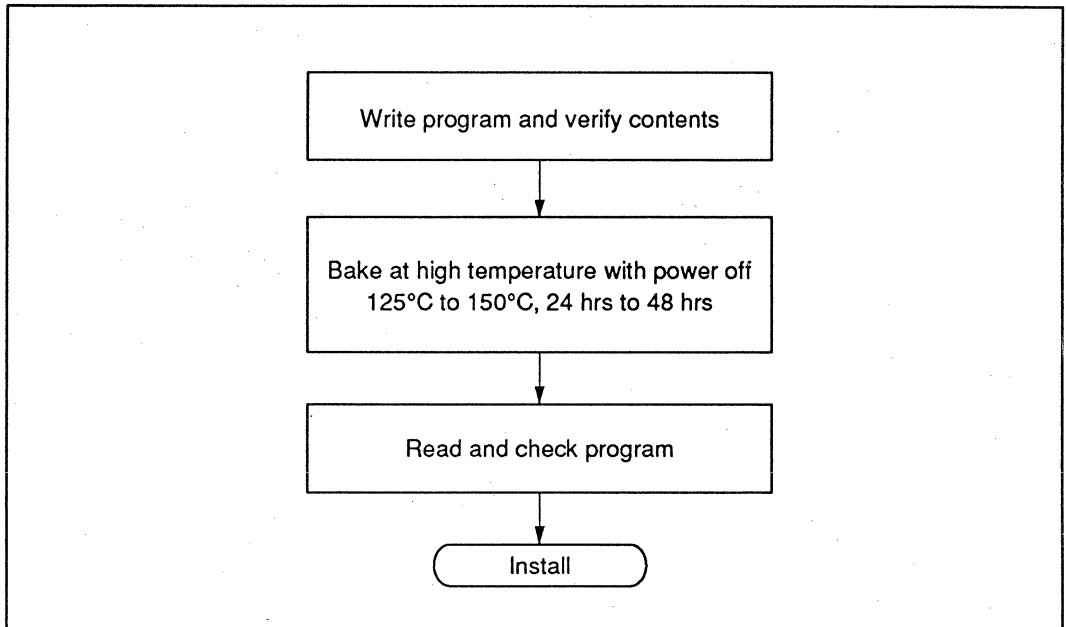 Write program and verify contents
Bake at high temperature with power off
125°C to 150°C, 24 hrs to 48 hrs
Read and check program
Install